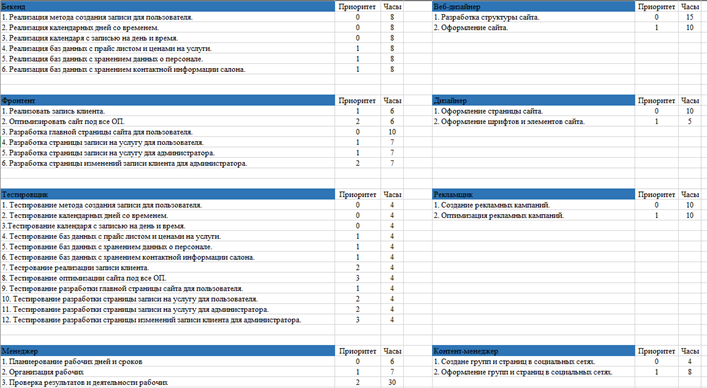 Бекенд Приоритет Часы Веб-дизайнер Приоритет Часы
1. Реализация метода создания записи для пользователя. 0 8 1. Разработка структуры сайта. 0 15
2. Реализация календарных дней со временем. 0 8 2. Оформление сайта. 1 10
3. Реализация календаря с записью на день и время. 0 8
4. Реализация баз данных с прайс листом и ценами на услуги. 1 8
5. Реализация баз данных с хранением данных о персонале. 1 8
6. Реализация баз данных с хранением контактной информации салона. 1 8
Фронтент Приоритет Часы Дизайнер Приоритет Часы
1. Реализовать запись клиента. 1 6 1. Оформление страницы сайта. 0 10
2. Оптимизировать сайт под все ОП. 2 6 2. Оформление шрифтов и элементов сайта. 1 5
3. Разработка главной страницы сайта для пользователя. 0 10
4. Разработка страницы записи на услугу для пользователя. 1 7
5. Разработка страницы записи на услугу для администратора. 1 7
6. Разработка страницы изменений записи клиента для администратора. 2 7
Тестировщик Приоритет Часы Рекламщик Приоритет Часы
1. Тестирование метода создания записи для пользователя. 0 4 1. Создание рекламных кампаний. 0 10
2. Тестирование календарных дней со временем. 0 4 2. Оптимизация рекламных кампаний. 1 10
3.Тестирование календаря с записью на день и время. 0 4
4. Тестирование баз данных с прайс листом и ценами на услуги. 1 4
5. Тестирование баз данных с хранением данных о персонале. 1 4
6. Тестирование баз данных с хранением контактной информации салона. 1 4
7. Тестрование реализации записи клиента. 2 4
8. Тестирование оптимизации сайта под все ОП. 3 4
9. Тестирование разработки главной страницы сайта для пользователя. 1 4
10. Тестирование разработки страницы записи на услугу для пользователя. 2 4
11. Тестирование разработки страницы записи на услугу для администратора. 2 4
12. Тестирование разработки страницы изменений записи клиента для администратора. 3 4
Менеджер Приоритет Часы Контент-менеджер Приоритет Часы
1. Планиерование рабочих дней и сроков 0 6 1. Создане групп и страниц в социальных сетях. 0 4
2. Организация рабочих 1 7 2. Оформление групп и страниц в социальных сетях. 1 8
3. Проверка результатов и деятельности рабочих 2 30